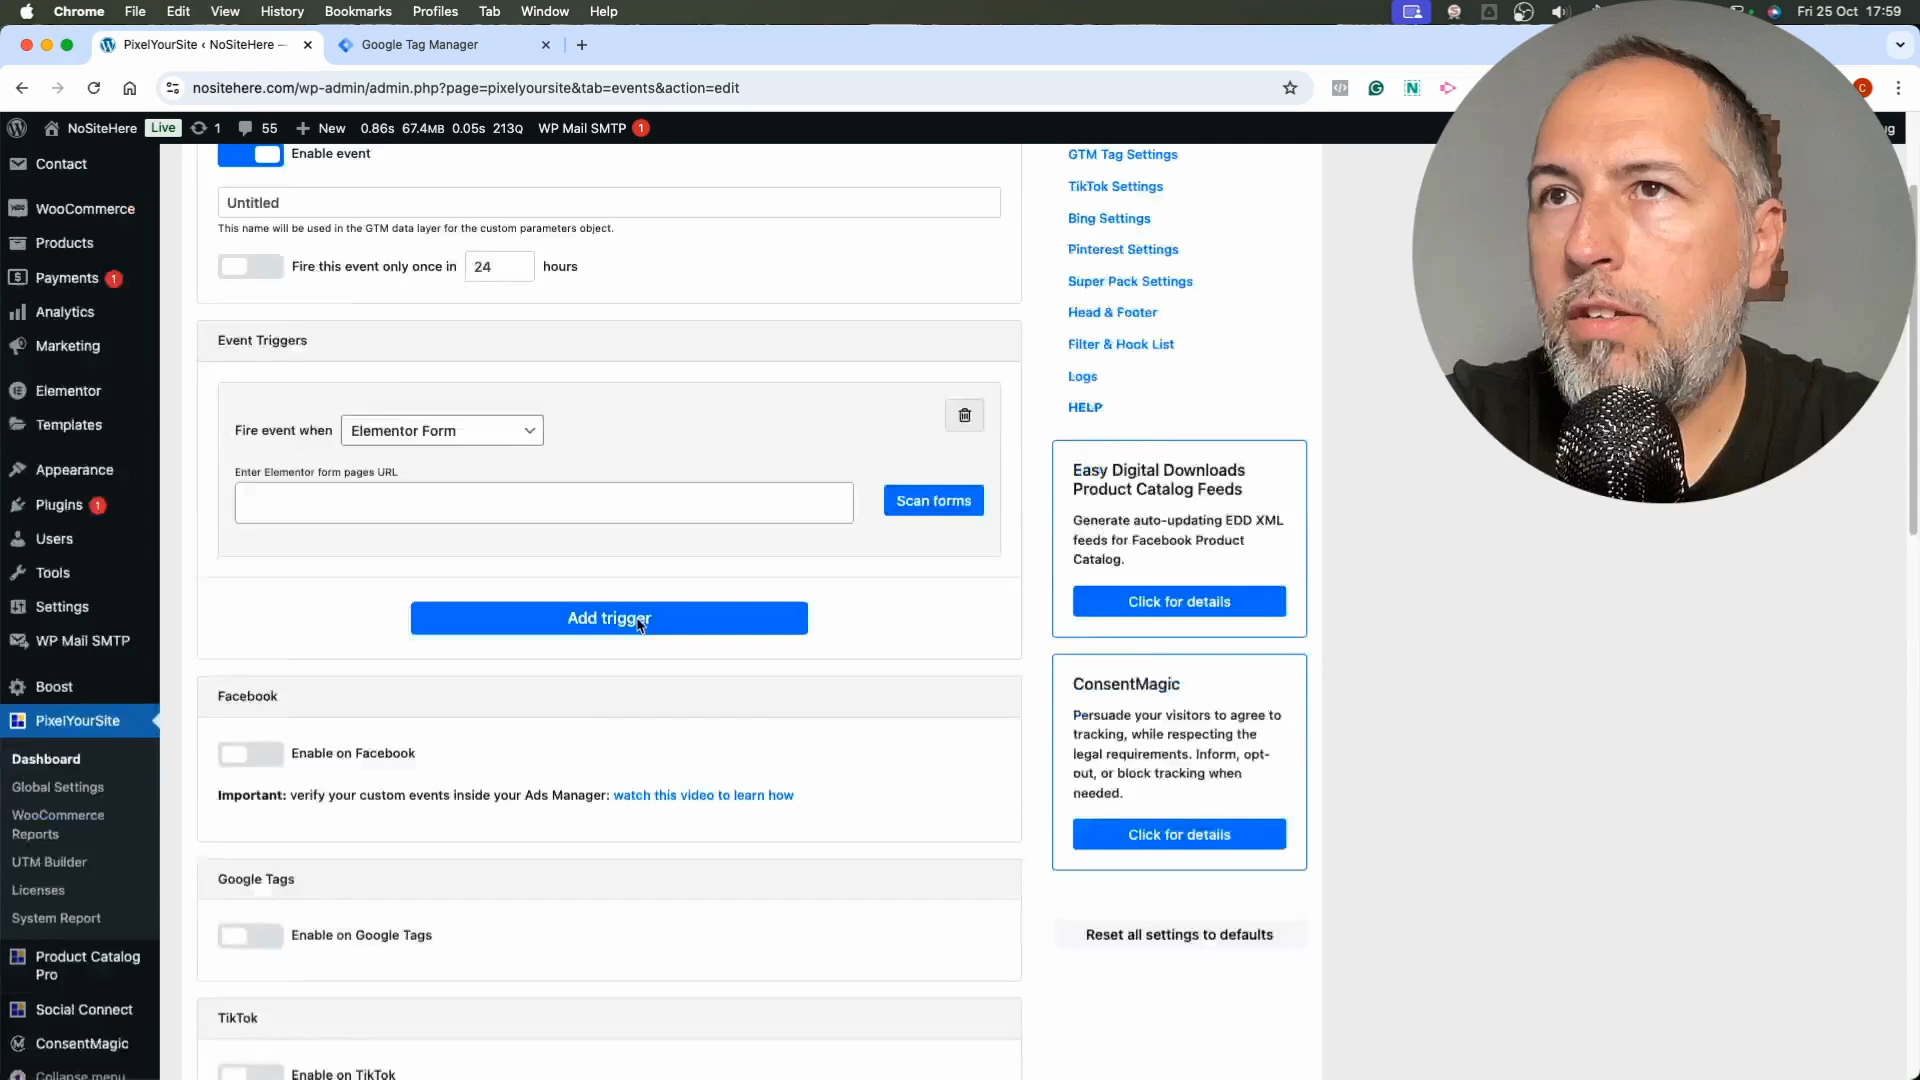 Chrome File Edit View History Bookmarks Profiles Tab Window Help
Fri 25 Oct 17:59
PixelYourSite ‹ NoSiteHere —
Google Tag Manager
nositehere.com/wp-admin/admin.php?page=pixelyoursite&tab=events&action=edit
NoSiteHere Live 1 55 New 0.86s 67.4MB 0.05s 213Q WP Mail SMTP 1
Contact
WooCommerce
Products
Payments 1
Analytics
Marketing
Elementor
Templates
Appearance
Plugins 1
Users
Tools
Settings
WP Mail SMTP
Boost
PixelYourSite
Dashboard
Global Settings
WooCommerce
Reports
UTM Builder
Licenses
System Report
Product Catalog
Pro
Social Connect
ConsentMagic
Collapse menu
Enable event
Untitled
This name will be used in the GTM data layer for the custom parameters object.
Fire this event only once in 24 hours
Event Triggers
Fire event when Elementor Form
Enter Elementor form pages URL
Scan forms
Add trigger
Facebook
Enable on Facebook
Important: verify your custom events inside your Ads Manager: watch this video to learn how
Google Tags
Enable on Google Tags
TikTok
Enable on TikTok
GTM Tag Settings
TikTok Settings
Bing Settings
Pinterest Settings
Super Pack Settings
Head & Footer
Filter & Hook List
Logs
HELP
Easy Digital Downloads
Product Catalog Feeds
Generate auto-updating EDD XML
feeds for Facebook Product
Catalog.
Click for details
ConsentMagic
Persuade your visitors to agree to
tracking, while respecting the
legal requirements. Inform, opt-
out, or block tracking when
needed.
Click for details
Reset all settings to defaults